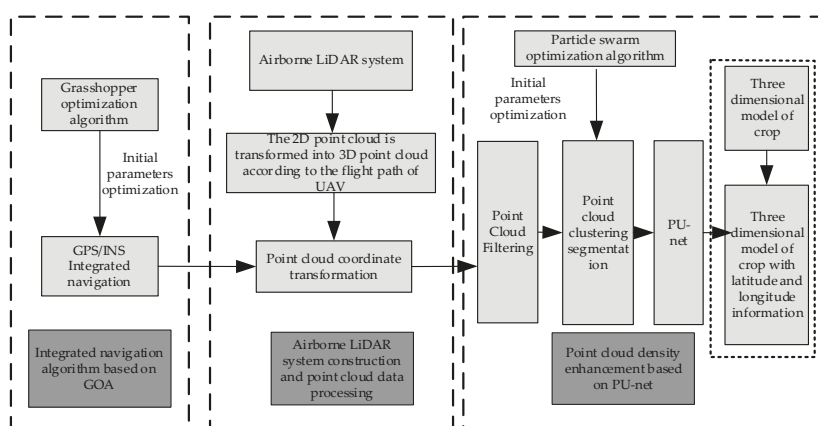 Grasshopper
optimization
algorithm
Initial
parameters
optimization
GPS/INS
Integrated
navigation
Integrated navigation
algorithm based on
GOA
Airborne LiDAR system
The 2D point cloud is
transformed into 3D point cloud
according to the flight path of
UAV
Point cloud coordinate
transformation
Airborne LiDAR
system construction
and point cloud data
processing
Particle swarm
optimization algorithm
Initial
parameters
optimization
Point
Cloud
Filtering
Point
cloud
clustering
segmentat
ion
PU-
net
Three
dimensional
model of
crop
Three
dimensional
model of
crop with
latitude and
longitude
information
Point cloud density
enhancement based
on PU-net